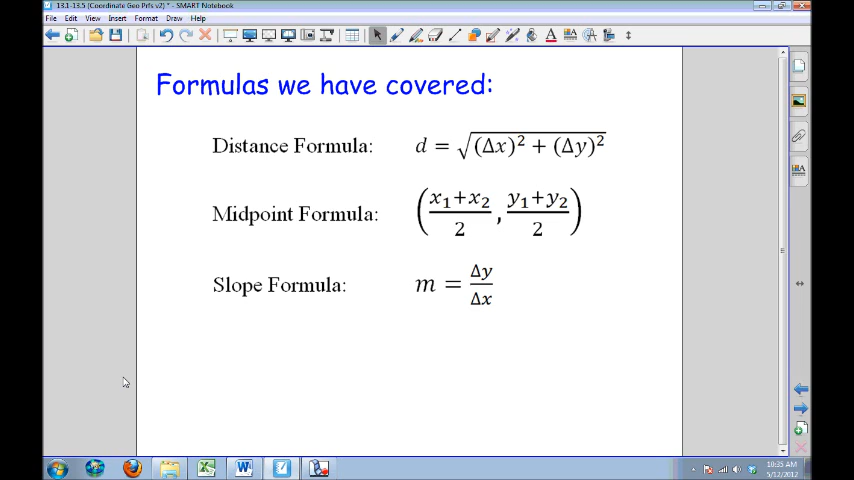 13.1-13.5 (Coordinate Geo Prfs v2) * - SMART Notebook
File Edit View Insert Format Draw Help
Formulas we have covered:
Distance Formula: d = √(Δx)² + (Δy)²
Midpoint Formula: (x₁+x₂/2, y₁+y₂/2)
Slope Formula: m = Δy/Δx
10:35 AM
5/12/2012